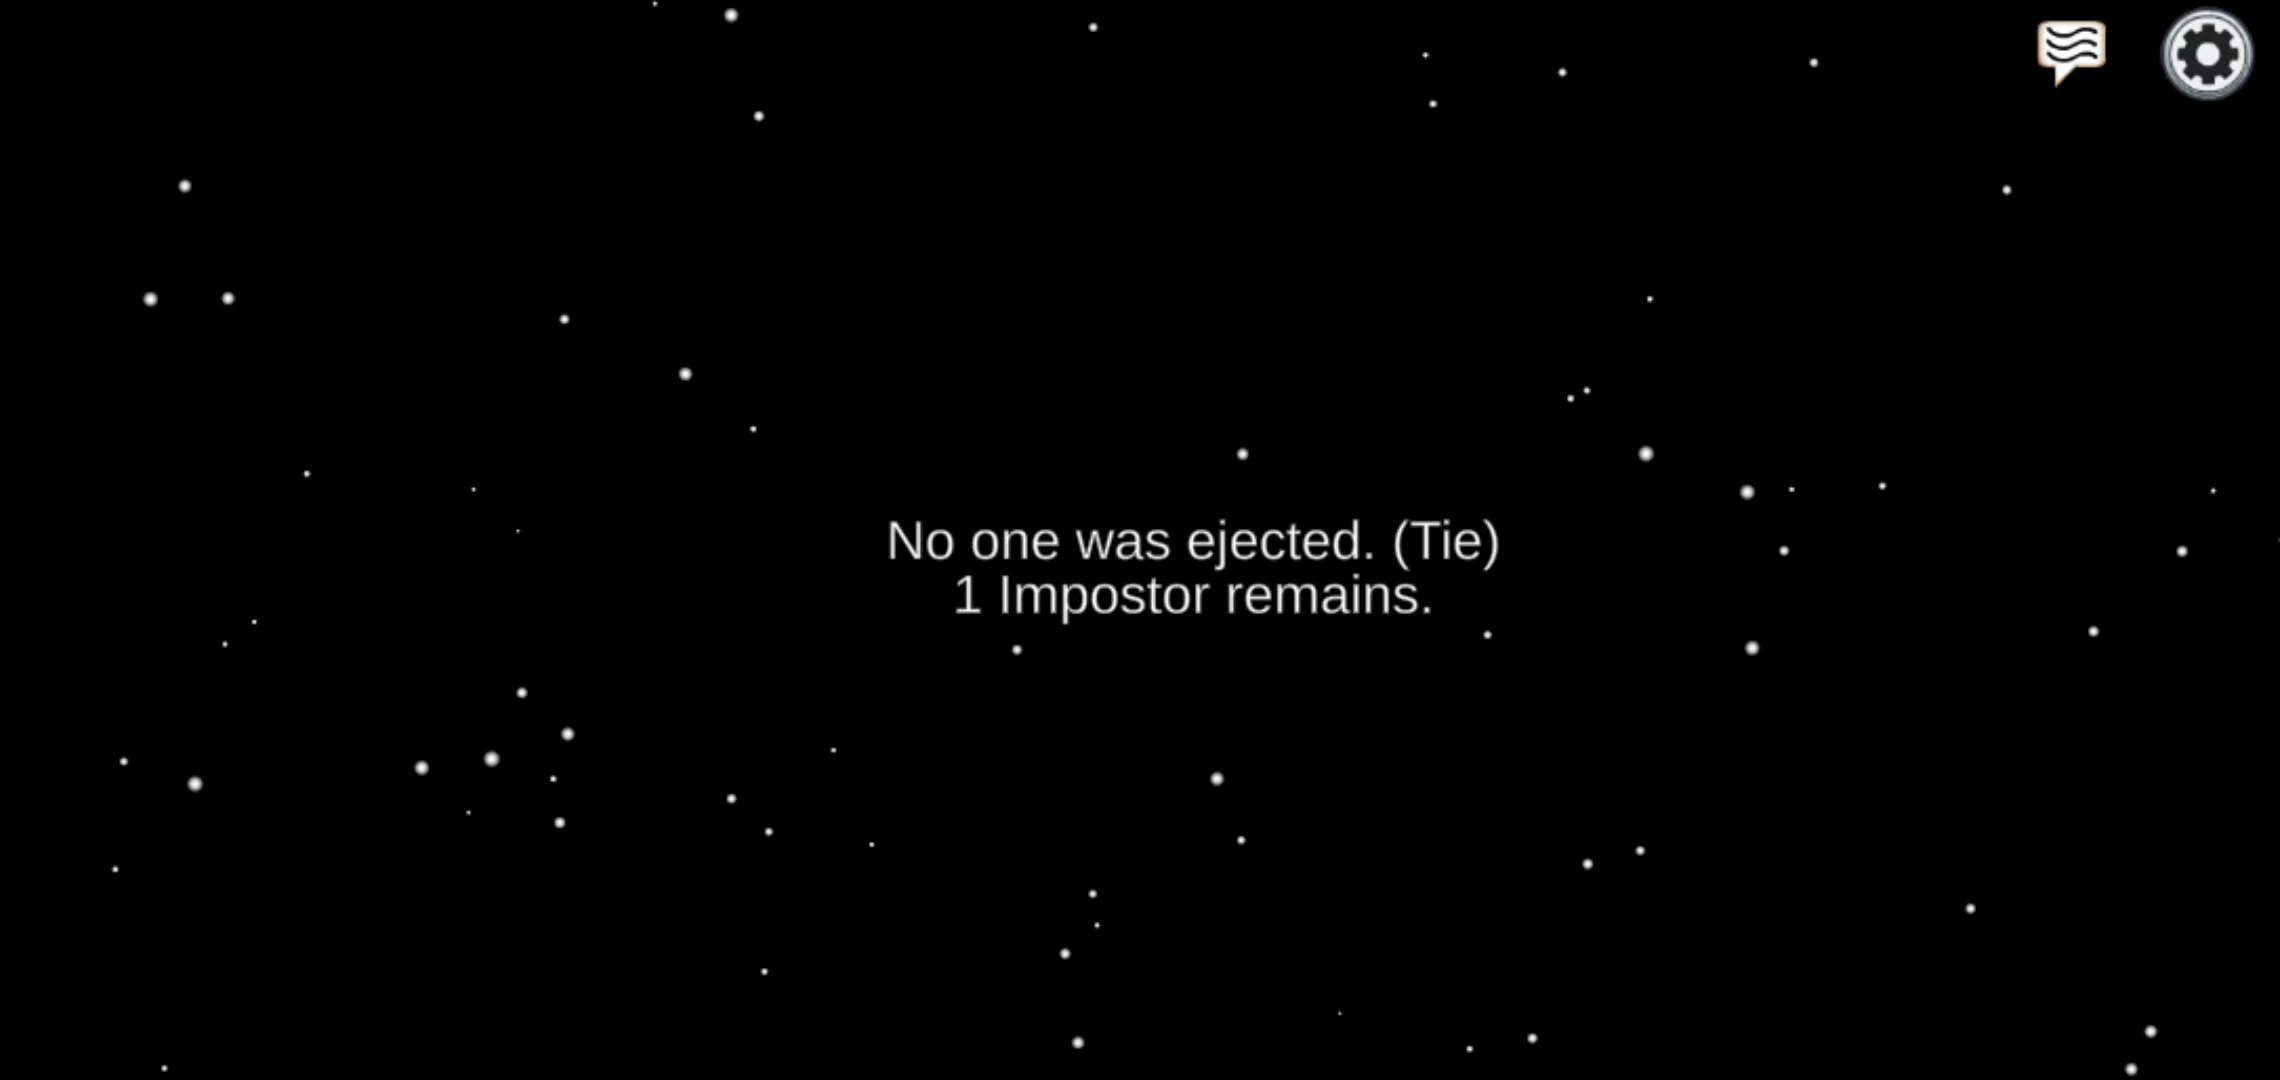 No one was ejected. (Tie)
1 Impostor remains.